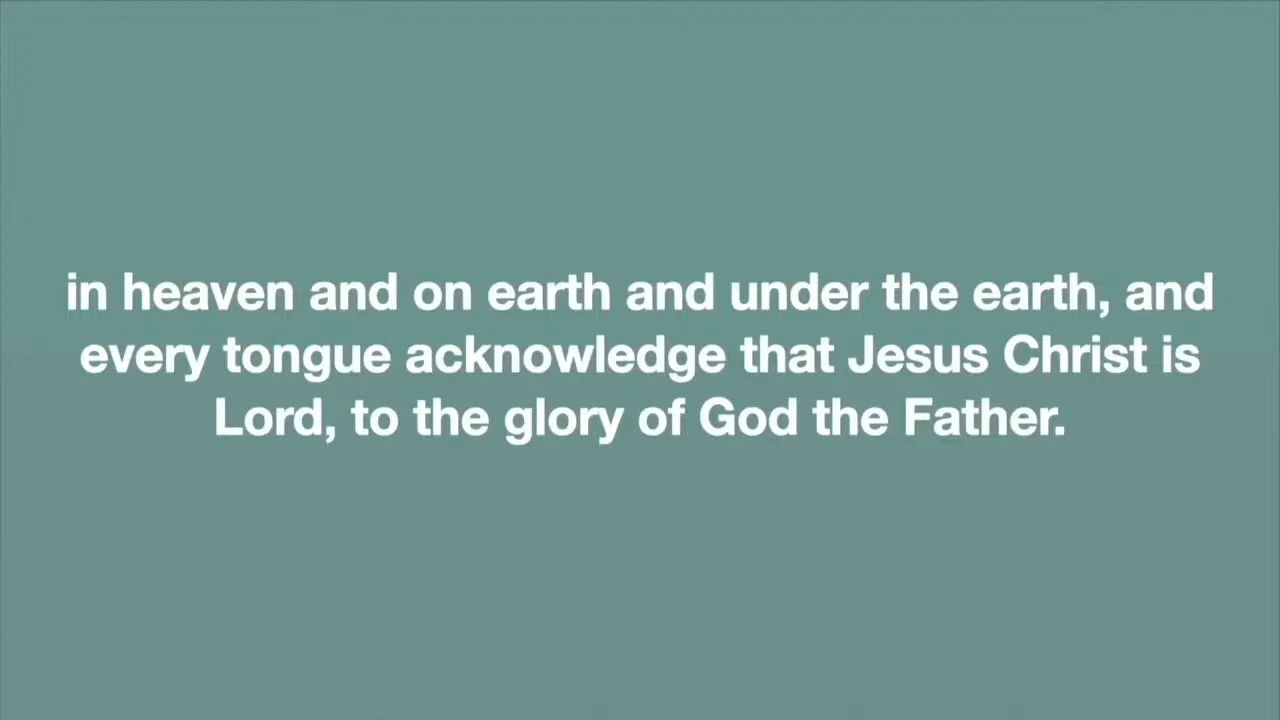 in heaven and on earth and under the earth, and
every tongue acknowledge that Jesus Christ is
Lord, to the glory of God the Father.